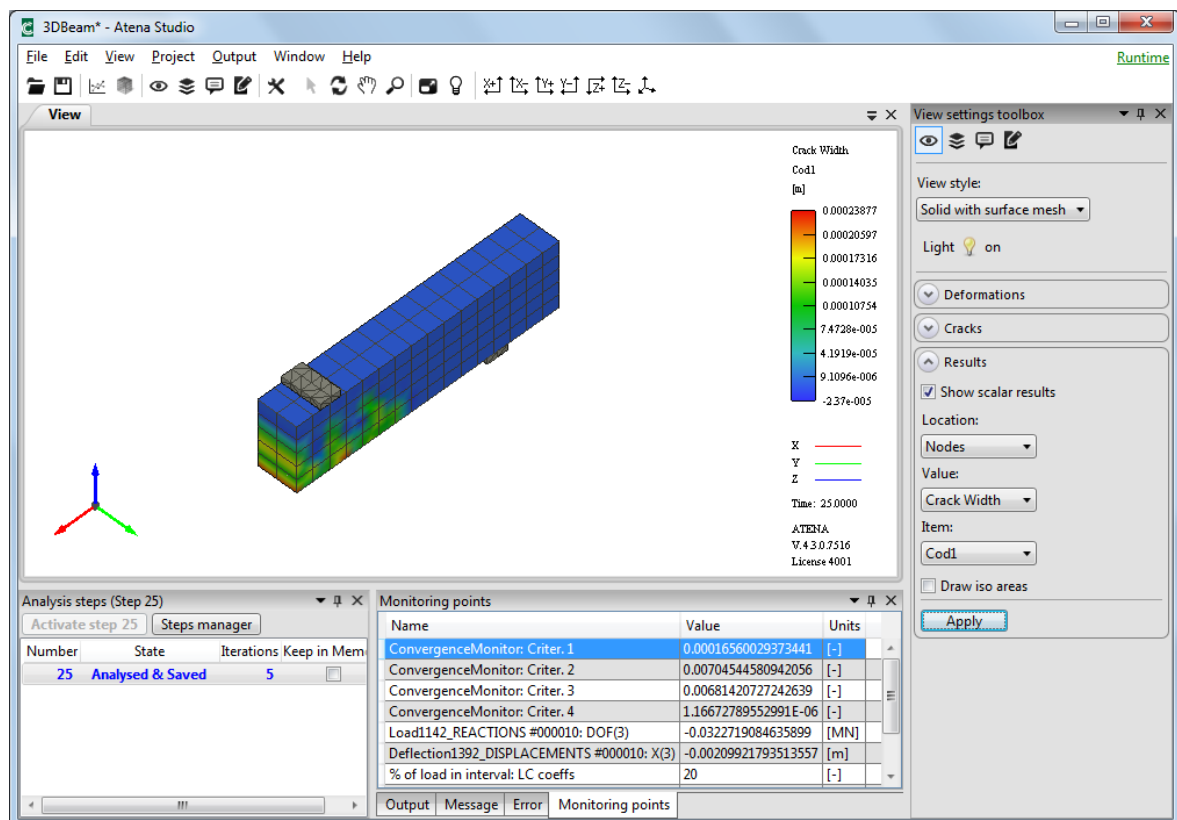 3DBeam* - Atena Studio
File Edit View Project Output Window Help
Runtime
X+ X- Y+ Y- Z+ Z-
View
Crack Width
Cod1
[m]
0.00023877
0.00020597
0.00017316
0.00014035
0.00010754
7.4728e-005
4.1919e-005
9.1096e-006
-2.37e-005
X
Y
Z
Time: 25.0000
ATENA
V.4.3.0.7516
License 4001
View settings toolbox
View style:
Solid with surface mesh
Light on
Deformations
Cracks
Results
Show scalar results
Location:
Nodes
Value:
Crack Width
Item:
Cod1
Draw iso areas
Apply
Analysis steps (Step 25)
Activate step 25 Steps manager
Number State Iterations Keep in Mem
25 Analysed & Saved 5
Monitoring points
Name Value Units
ConvergenceMonitor: Criter. 1 0.00016560029373441 [-]
ConvergenceMonitor: Criter. 2 0.00704544580942056 [-]
ConvergenceMonitor: Criter. 3 0.00681420727242639 [-]
ConvergenceMonitor: Criter. 4 1.16672789552991E-06 [-]
Load1142_REACTIONS #000010: DOF(3) -0.0322719084635899 [MN]
Deflection1392_DISPLACEMENTS #000010: X(3) -0.00209921793513557 [m]
% of load in interval: LC coeffs 20 [-]
Output Message Error Monitoring points